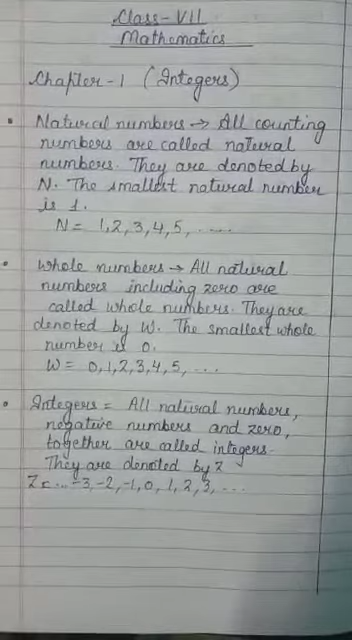 Class-VII
Mathematics
Chapter-1 (Integers)
• Natural numbers → All counting
numbers are called natural
numbers. They are denoted by
N. The smallest natural number
is 1.
N = 1,2,3,4,5, ......
• Whole numbers → All natural
numbers including zero are
called whole numbers. They are
denoted by W. The smallest whole
number is 0.
W = 0,1,2,3,4,5, ...
• Integers = All natural numbers,
negative numbers and zero,
together are called integers.
They are denoted by Z
Z = ... -3,-2,-1,0,1,2,3, ...